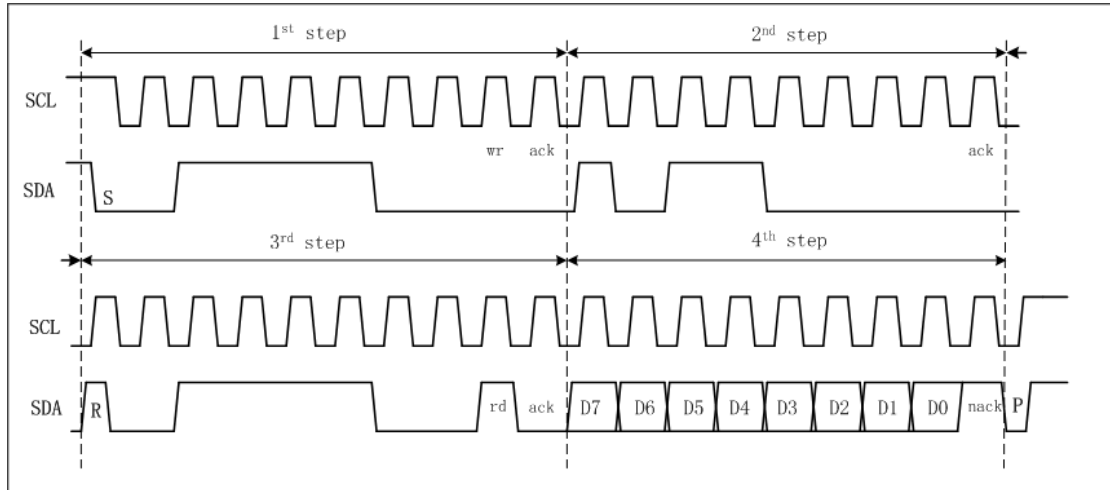 1st step 2nd step
SCL
wr ack ack
SDA S
3rd step 4th step
SCL
SDA R rd ack D7 D6 D5 D4 D3 D2 D1 D0 nack P